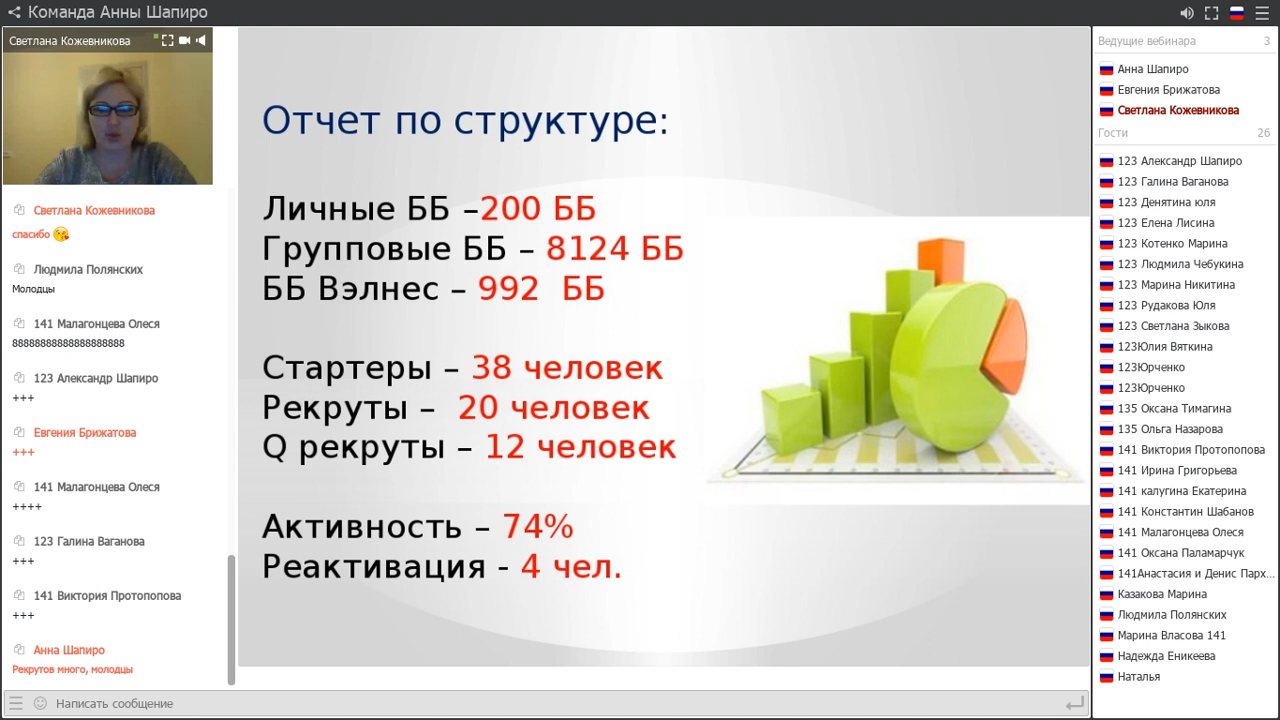 Команда Анны Шапиро
Светлана Кожевникова
Светлана Кожевникова
спасибо
Людмила Полянских
Молодцы
141 Малагонцева Олеся
88888888888888888888
123 Александр Шапиро
+++
Евгения Брижатова
+++
141 Малагонцева Олеся
++++
123 Галина Ваганова
+++
141 Виктория Протопопова
+++
Анна Шапиро
Рекрутов много, молодцы
Написать сообщение
Отчет по структуре:
Личные ББ –200 ББ
Групповые ББ – 8124 ББ
ББ Вэлнес – 992 ББ
Стартеры – 38 человек
Рекруты – 20 человек
Q рекруты – 12 человек
Активность – 74%
Реактивация - 4 чел.
Ведущие вебинара 3
Анна Шапиро
Евгения Брижатова
Светлана Кожевникова
Гости 26
123 Александр Шапиро
123 Галина Ваганова
123 Денятина юля
123 Елена Лисина
123 Котенко Марина
123 Людмила Чебукина
123 Марина Никитина
123 Рудакова Юля
123 Светлана Зыкова
123Юлия Вяткина
123Юрченко
123Юрченко
135 Оксана Тимагина
135 Ольга Назарова
141 Виктория Протопопова
141 Ирина Григорьева
141 калугина Екатерина
141 Константин Шабанов
141 Малагонцева Олеся
141 Оксана Паламарчук
141Анастасия и Денис Парх...
Казакова Марина
Людмила Полянских
Марина Власова 141
Надежда Еникеева
Наталья